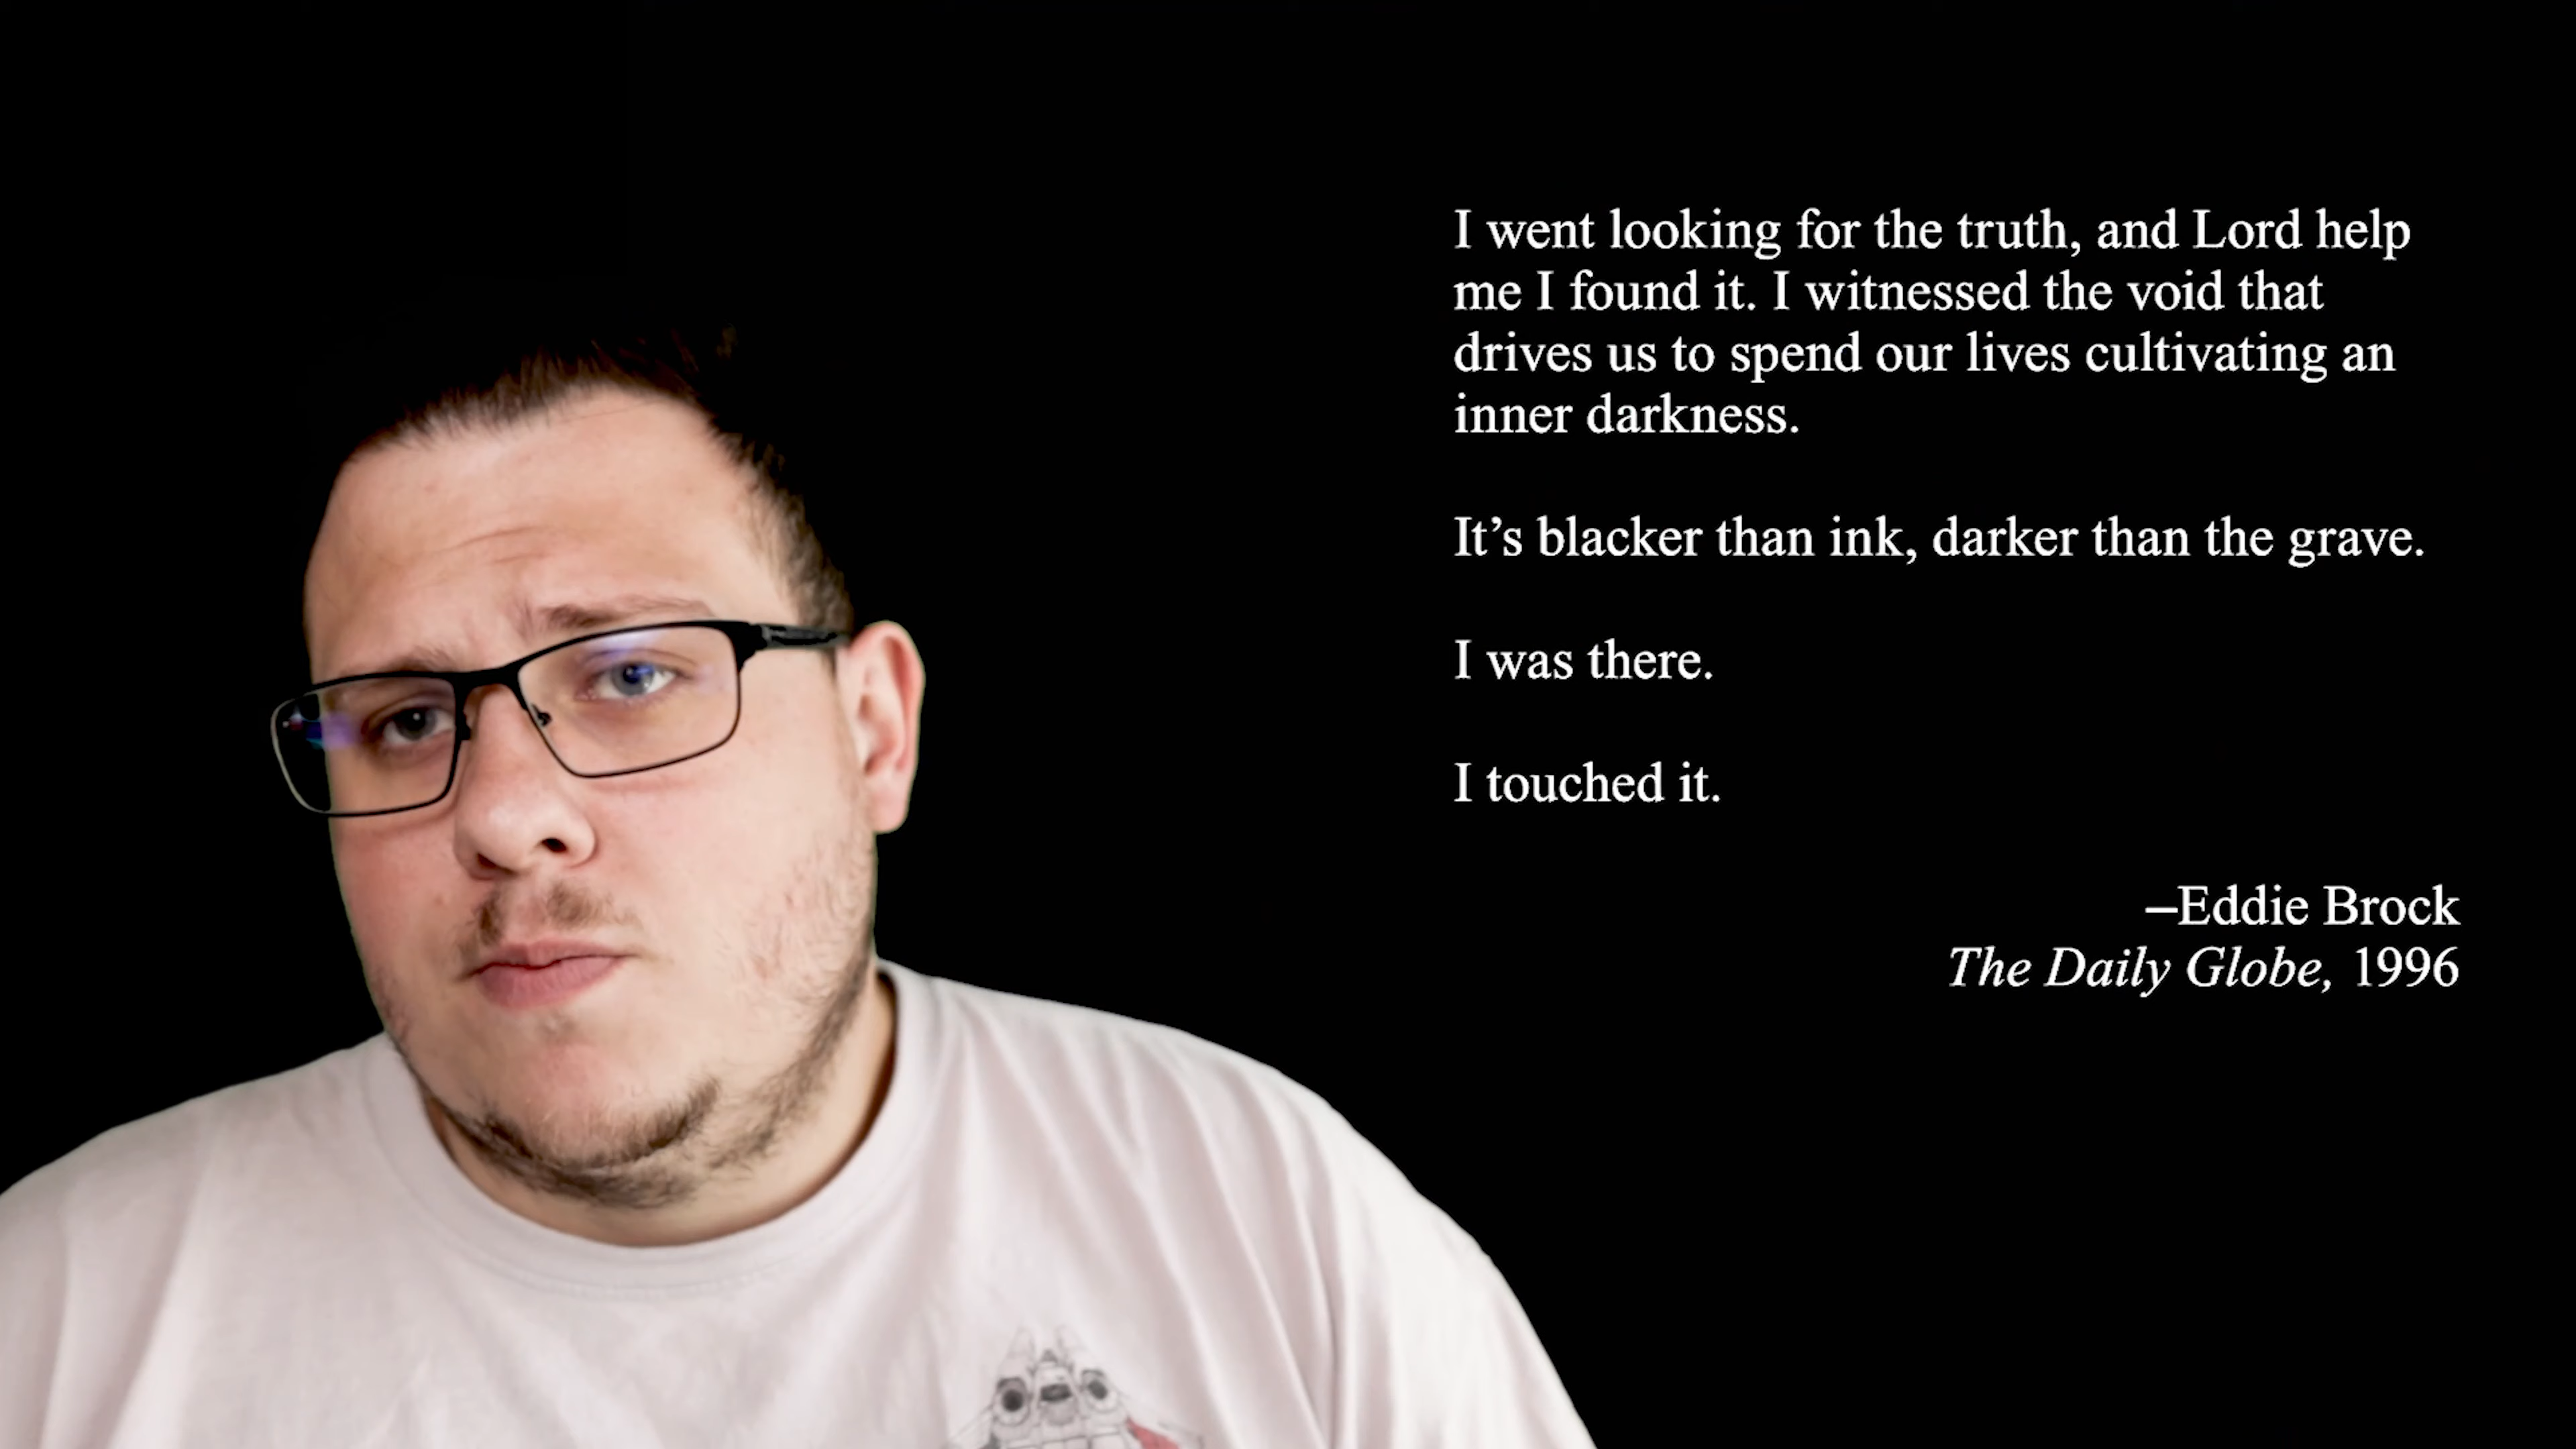 I went looking for the truth, and Lord help
me I found it. I witnessed the void that
drives us to spend our lives cultivating an
inner darkness.
It’s blacker than ink, darker than the grave.
I was there.
I touched it.
–Eddie Brock
The Daily Globe, 1996